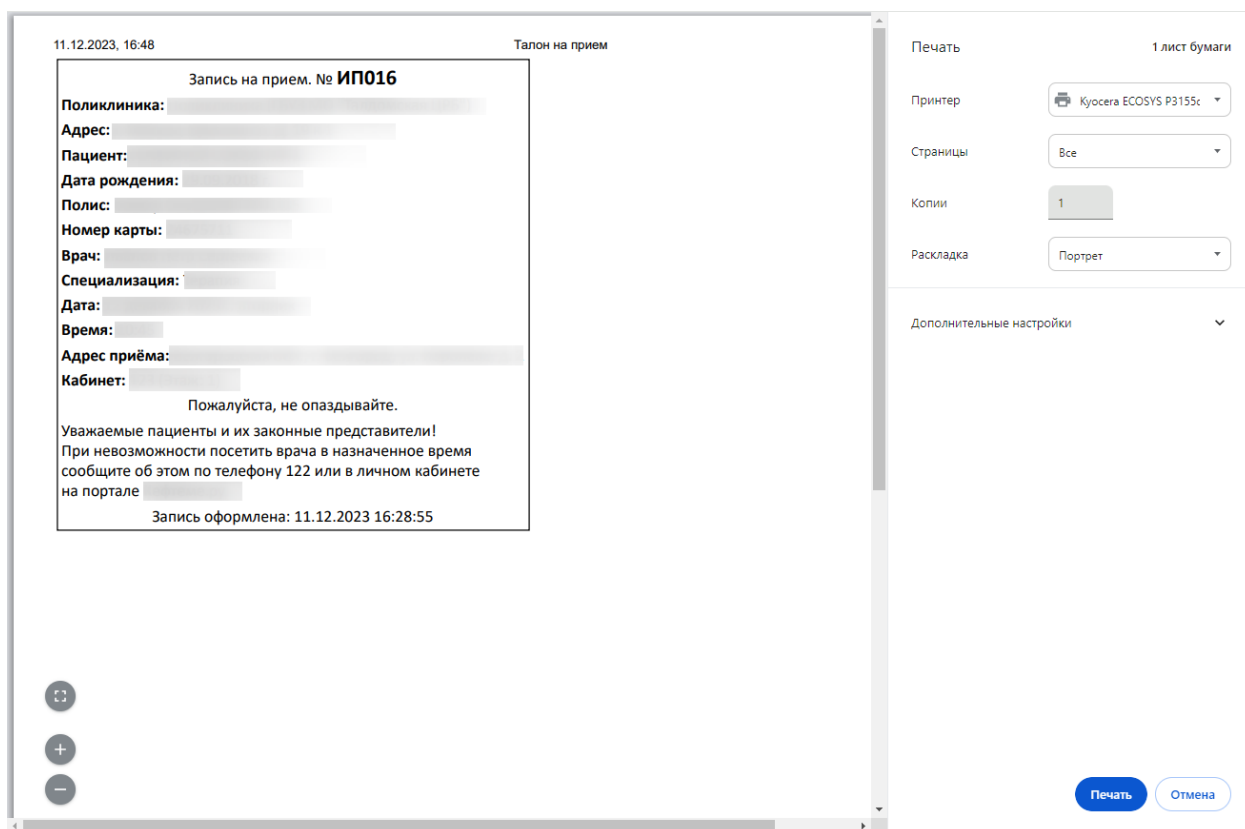 11.12.2023, 16:48
Талон на прием
Запись на прием. № ИП016
Поликлиника:
Адрес:
Пациент:
Дата рождения:
Полис:
Номер карты:
Врач:
Специализация:
Дата:
Время:
Адрес приёма:
Кабинет:
Пожалуйста, не опаздывайте.
Уважаемые пациенты и их законные представители!
При невозможности посетить врача в назначенное время
сообщите об этом по телефону 122 или в личном кабинете
на портале
Запись оформлена: 11.12.2023 16:28:55
Печать
1 лист бумаги
Принтер
Kyocera ECOSYS P3155c
Страницы
Все
Копии
1
Раскладка
Портрет
Дополнительные настройки
Печать
Отмена